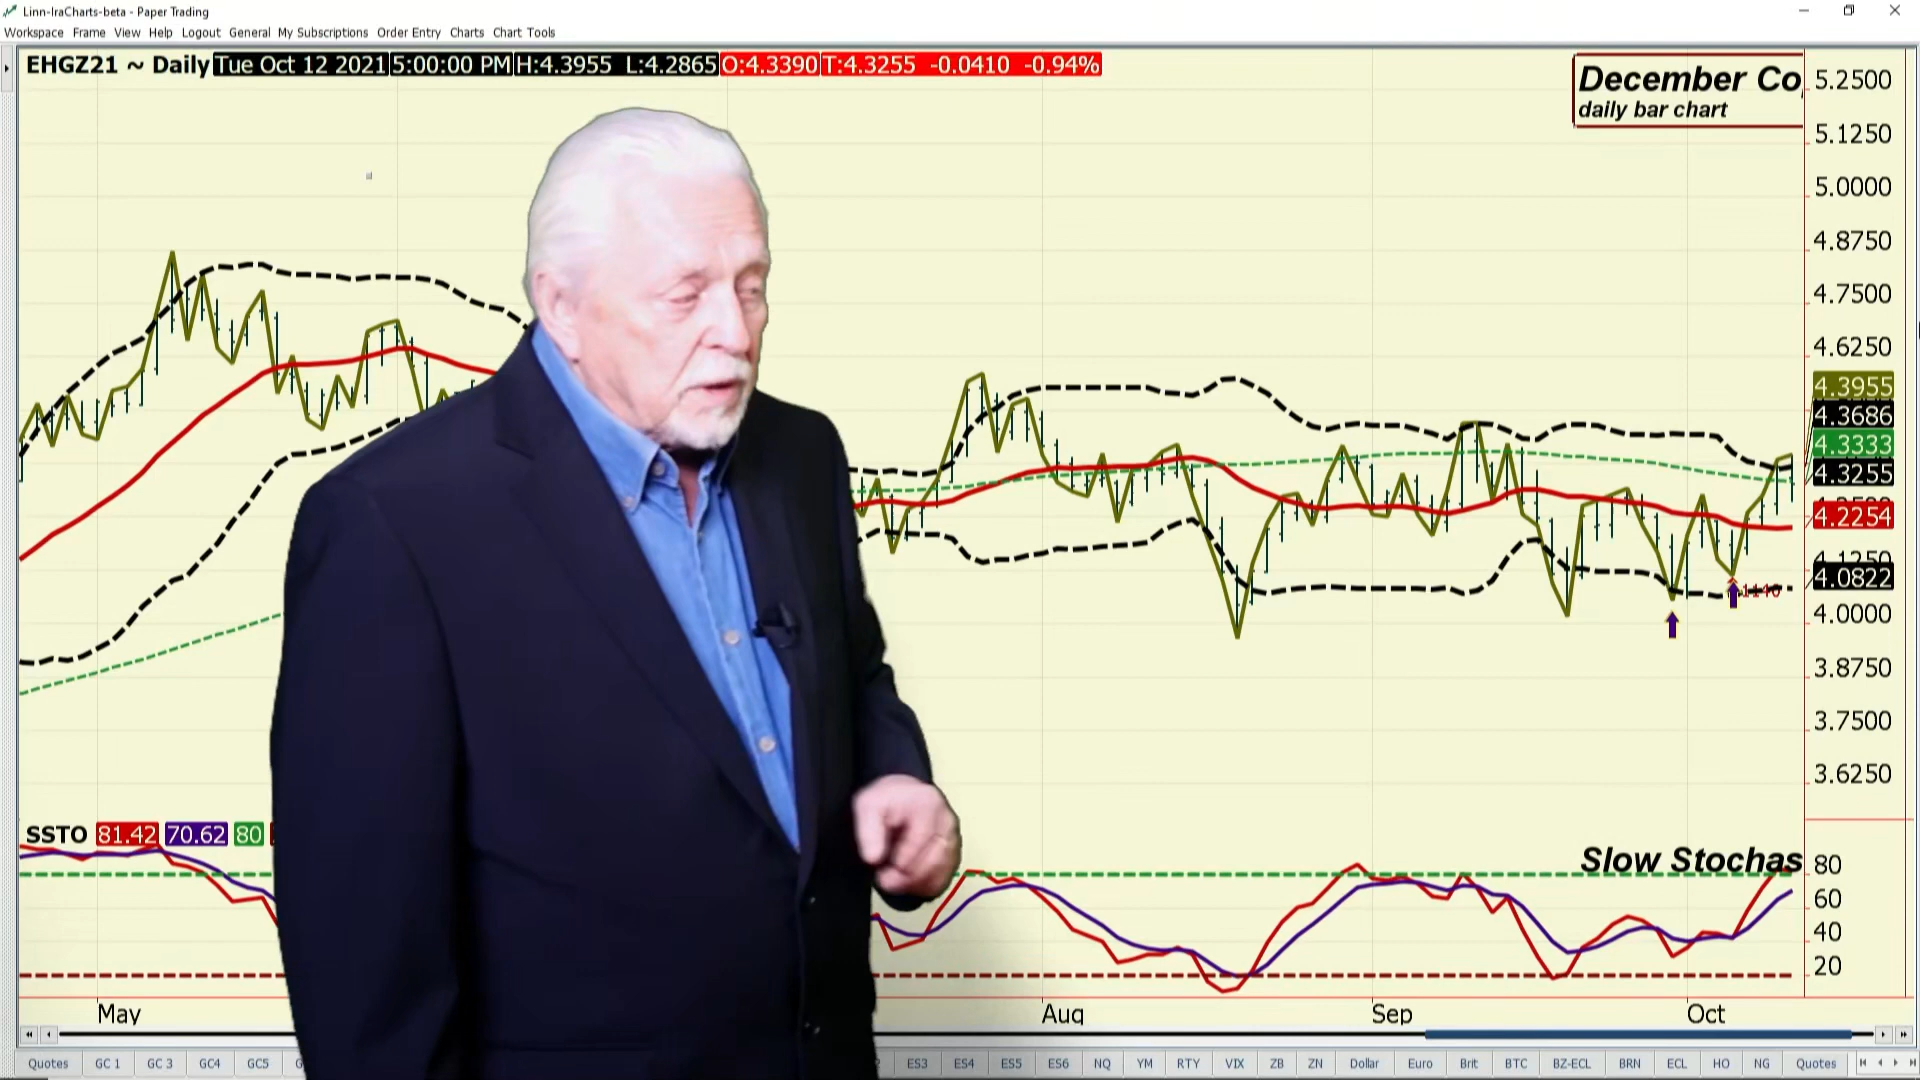 Linn-IraCharts-beta - Paper Trading
Workspace Frame View Help Logout General My Subscriptions Order Entry Charts Chart Tools
EHGZ21 ~ Daily Tue Oct 12 2021 5:00:00 PM H:4.3955 L:4.2865 O:4.3390 T:4.3255 -0.0410 -0.94%
December Co
daily bar chart
5.2500
5.1250
5.0000
4.8750
4.7500
4.6250
4.3955
4.3686
4.3333
4.3255
4.2254
4.1250
4.0822
4.0000
3.8750
3.7500
3.6250
SSTO 81.42 70.62 80
Slow Stochas
80
60
40
20
May Aug Sep Oct
Quotes GC 1 GC 3 GC4 GC5 ES3 ES4 ES5 ES6 NQ YM RTY VIX ZB ZN Dollar Euro Brit BTC BZ-ECL BRN ECL HO NG Quotes